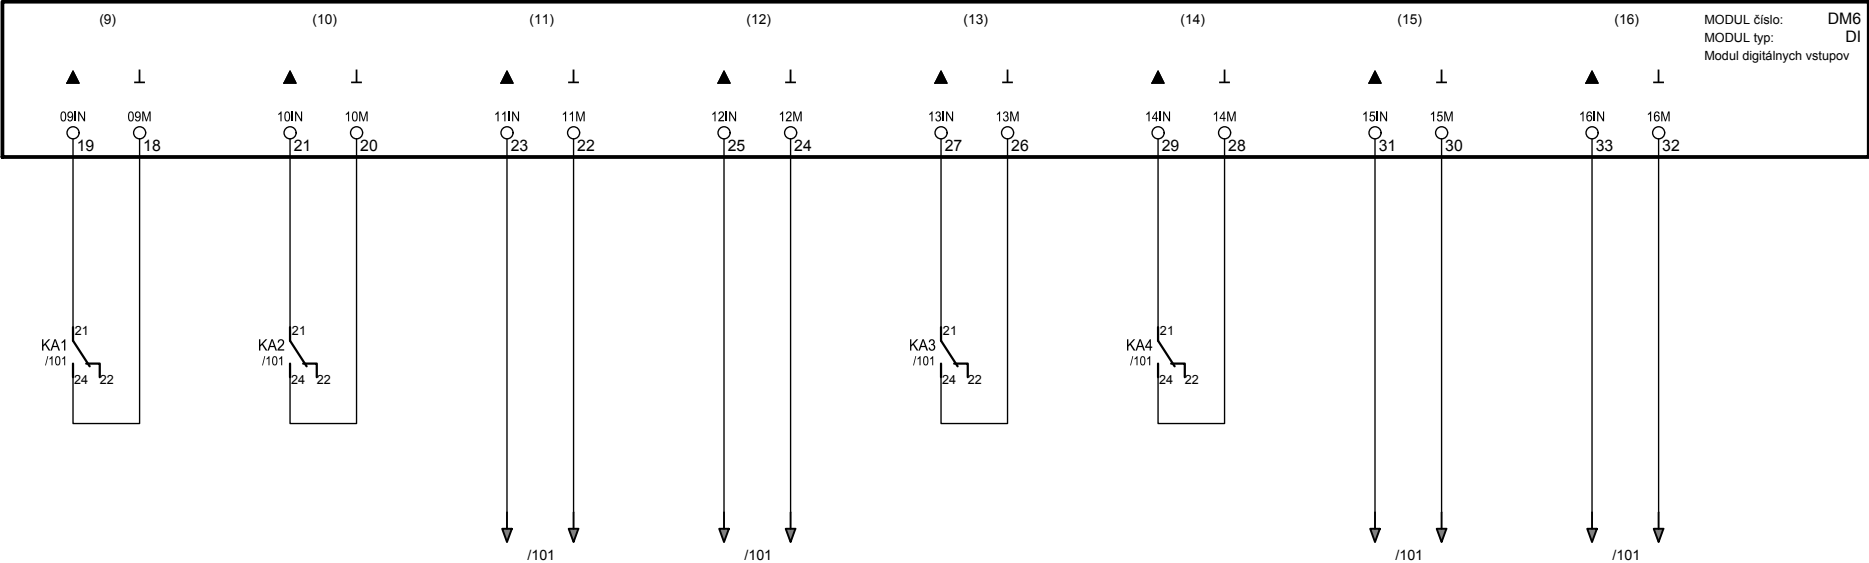 (9) (10) (11) (12) (13) (14) (15) (16)
MODUL číslo: DM6
MODUL typ: DI
Modul digitálnych vstupov
09IN 09M 10IN 10M 11IN 11M 12IN 12M 13IN 13M 14IN 14M 15IN 15M 16IN 16M
19 18 21 20 23 22 25 24 27 26 29 28 31 30 33 32
21 21 21 21
KA1 KA2 KA3 KA4
/101 /101 /101 /101
24 22 24 22 24 22 24 22
/101 /101 /101 /101